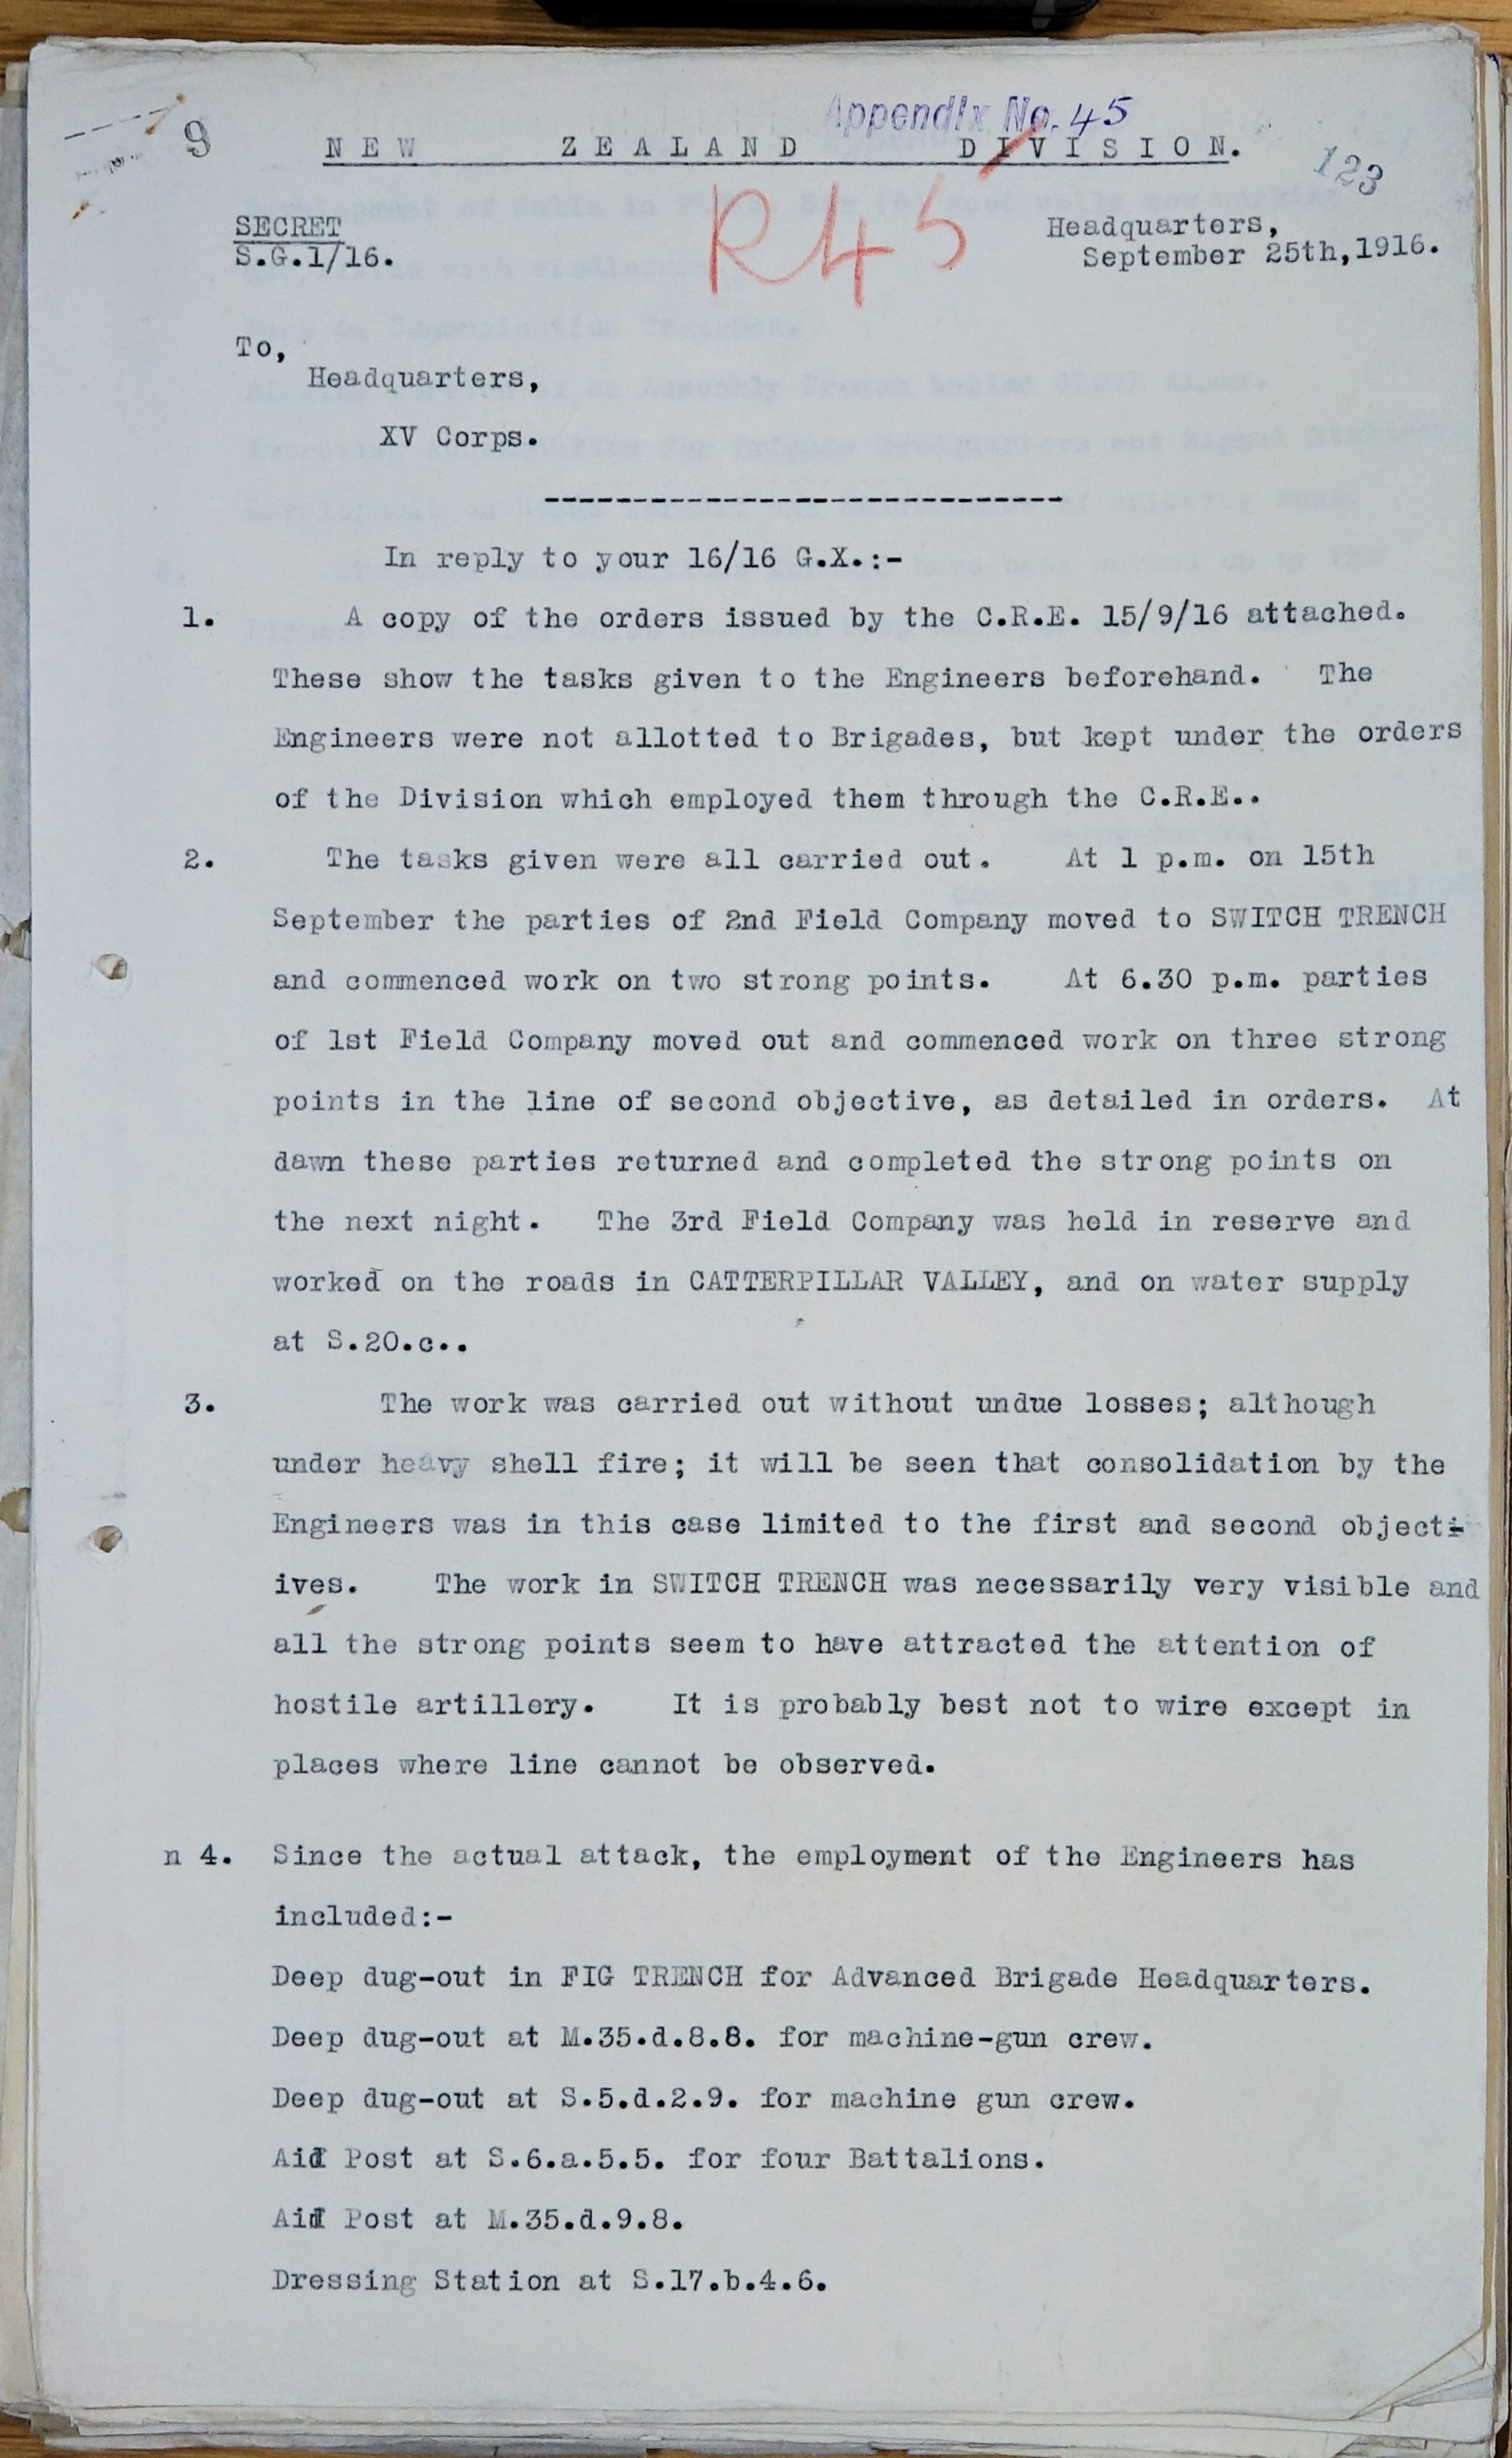 Appendix No. 45
9
NEW ZEALAND DIVISION.
123
R45
SECRET
S.G.1/16.
Headquarters,
September 25th,1916.
To,
Headquarters,
XV Corps.
-----------------------------
In reply to your 16/16 G.X.:-
1. A copy of the orders issued by the C.R.E. 15/9/16 attached.
These show the tasks given to the Engineers beforehand. The
Engineers were not allotted to Brigades, but kept under the orders
of the Division which employed them through the C.R.E..
2. The tasks given were all carried out. At 1 p.m. on 15th
September the parties of 2nd Field Company moved to SWITCH TRENCH
and commenced work on two strong points. At 6.30 p.m. parties
of 1st Field Company moved out and commenced work on three strong
points in the line of second objective, as detailed in orders. At
dawn these parties returned and completed the strong points on
the next night. The 3rd Field Company was held in reserve and
worked on the roads in CATTERPILLAR VALLEY, and on water supply
at S.20.c..
3. The work was carried out without undue losses; although
under heavy shell fire; it will be seen that consolidation by the
Engineers was in this case limited to the first and second object-
ives. The work in SWITCH TRENCH was necessarily very visible and
all the strong points seem to have attracted the attention of
hostile artillery. It is probably best not to wire except in
places where line cannot be observed.
n 4. Since the actual attack, the employment of the Engineers has
included:-
Deep dug-out in FIG TRENCH for Advanced Brigade Headquarters.
Deep dug-out at M.35.d.8.8. for machine-gun crew.
Deep dug-out at S.5.d.2.9. for machine gun crew.
Aid Post at S.6.a.5.5. for four Battalions.
Aid Post at M.35.d.9.8.
Dressing Station at S.17.b.4.6.